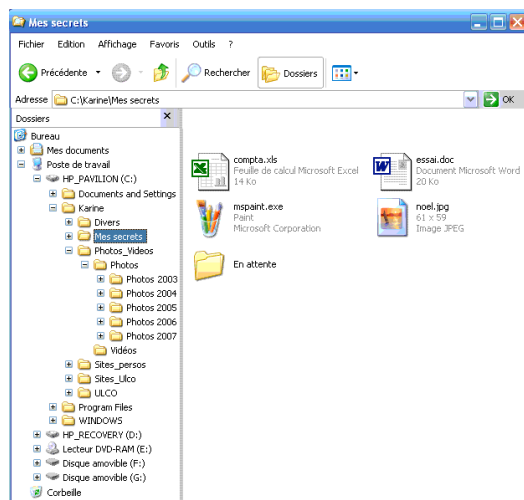 Mes secrets
Fichier Edition Affichage Favoris Outils ?
Précédente Rechercher Dossiers
Adresse C:\Karine\Mes secrets OK
Dossiers
Bureau
Mes documents
Poste de travail
HP_PAVILION (C:)
Documents and Settings
Karine
Divers
Mes secrets
Photos_Videos
Photos
Photos 2003
Photos 2004
Photos 2005
Photos 2006
Photos 2007
Vidéos
Sites_persos
Sites_Ulco
ULCO
Program Files
WINDOWS
HP_RECOVERY (D:)
Lecteur DVD-RAM (E:)
Disque amovible (F:)
Disque amovible (G:)
Corbeille
compta.xls
Feuille de calcul Microsoft Excel
14 Ko
essai.doc
Document Microsoft Word
20 Ko
mspaint.exe
Paint
Microsoft Corporation
noel.jpg
61 x 59
Image JPEG
En attente